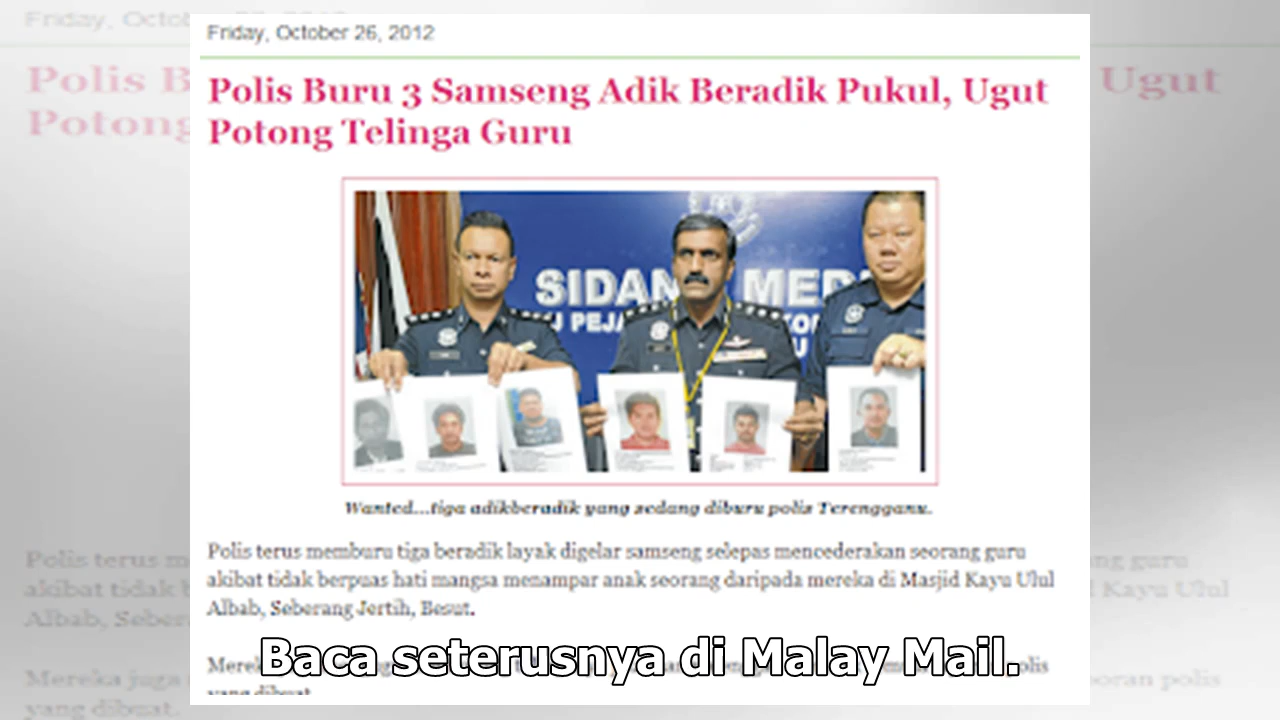 Friday, October 26, 2012
Polis Buru 3 Samseng Adik Beradik Pukul, Ugut
Potong Telinga Guru
SIDAN MED
Wanted...tiga adikberadik yang sedang diburu polis Terengganu.
Polis terus memburu tiga beradik layak digelar samseng selepas mencederakan seorang guru
akibat tidak berpuas hati mangsa menampar anak seorang daripada mereka di Masjid Kayu Ulul
Albab, Seberang Jertih, Besut.
Baca seterusnya di Malay Mail.